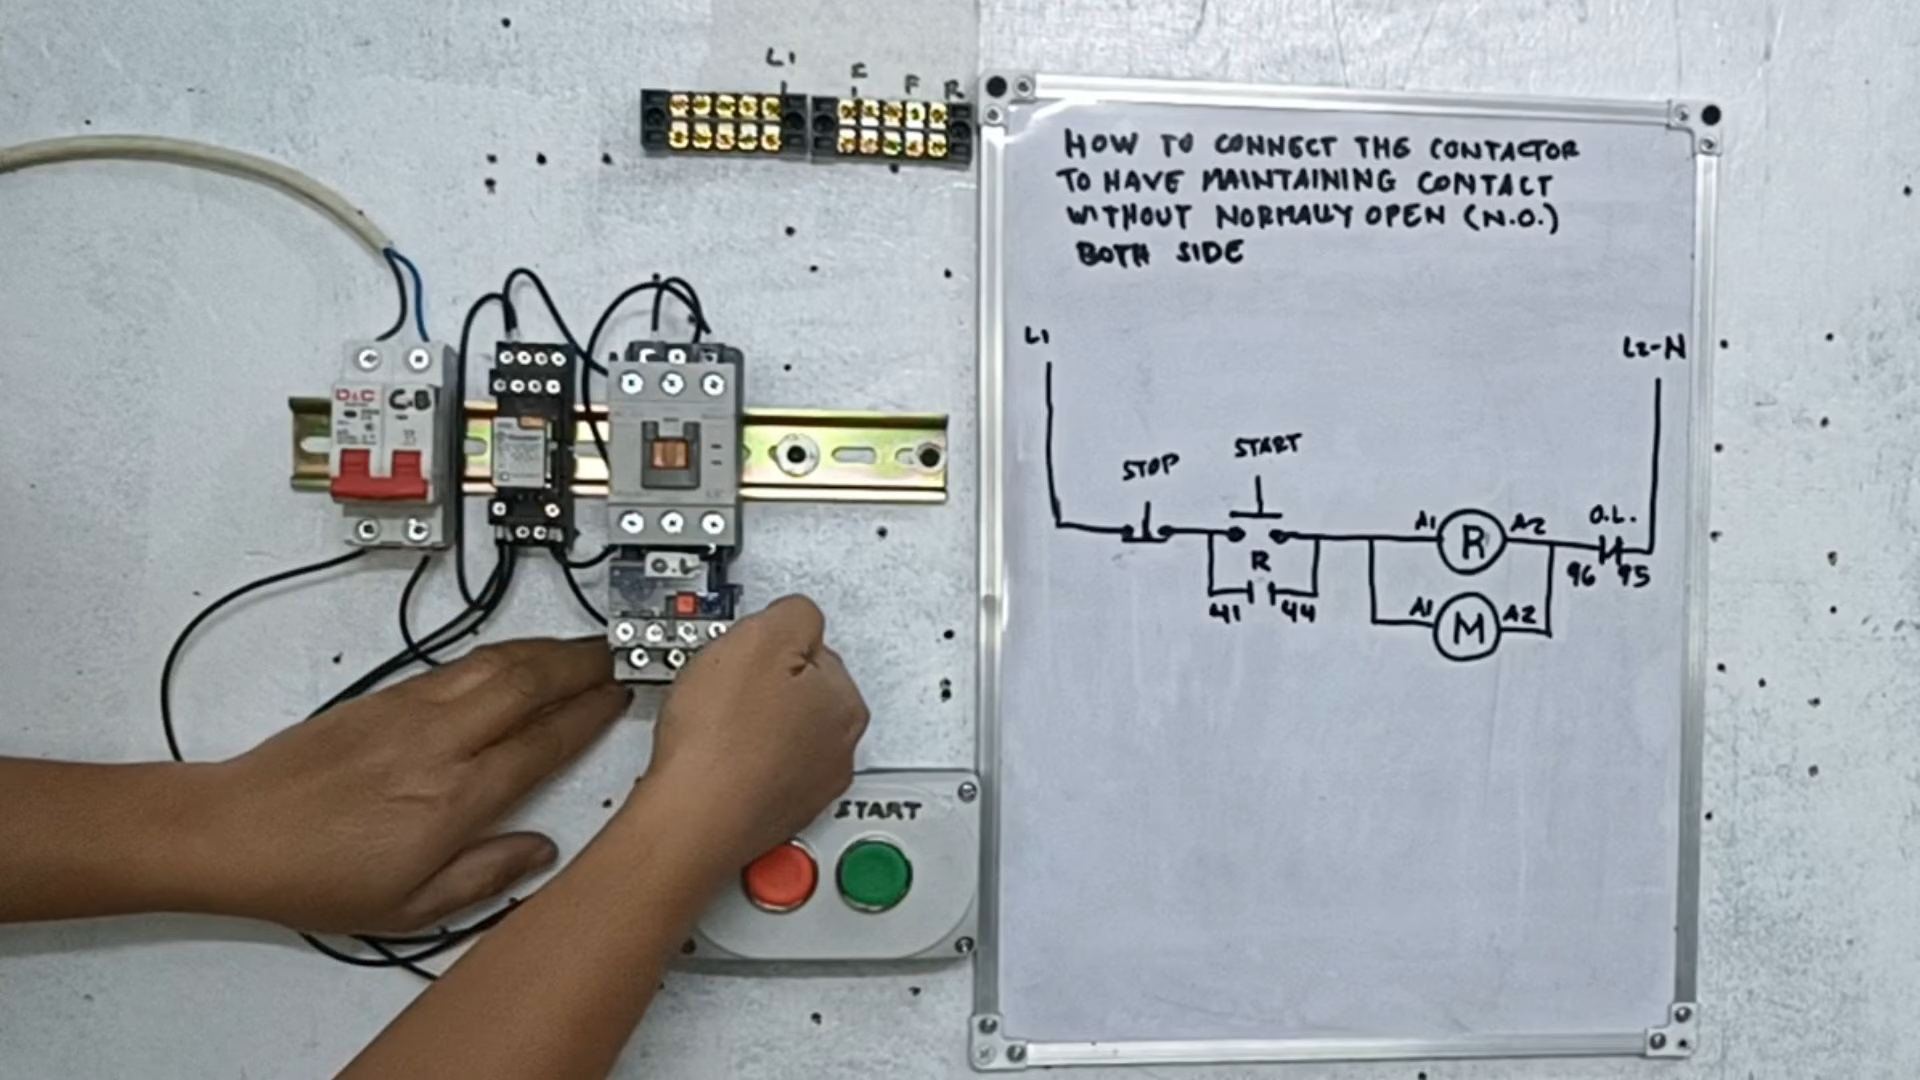 L1
F
R
HOW TO CONNECT THE CONTACTOR
TO HAVE MAINTAINING CONTACT
WITHOUT NORMALLY OPEN (N.O.)
BOTH SIDE
L1
L2-N
D&C
C.B
STOP
START
A1 R A2
O.L.
96 95
R
41 44
A1 M A2
O.L
START